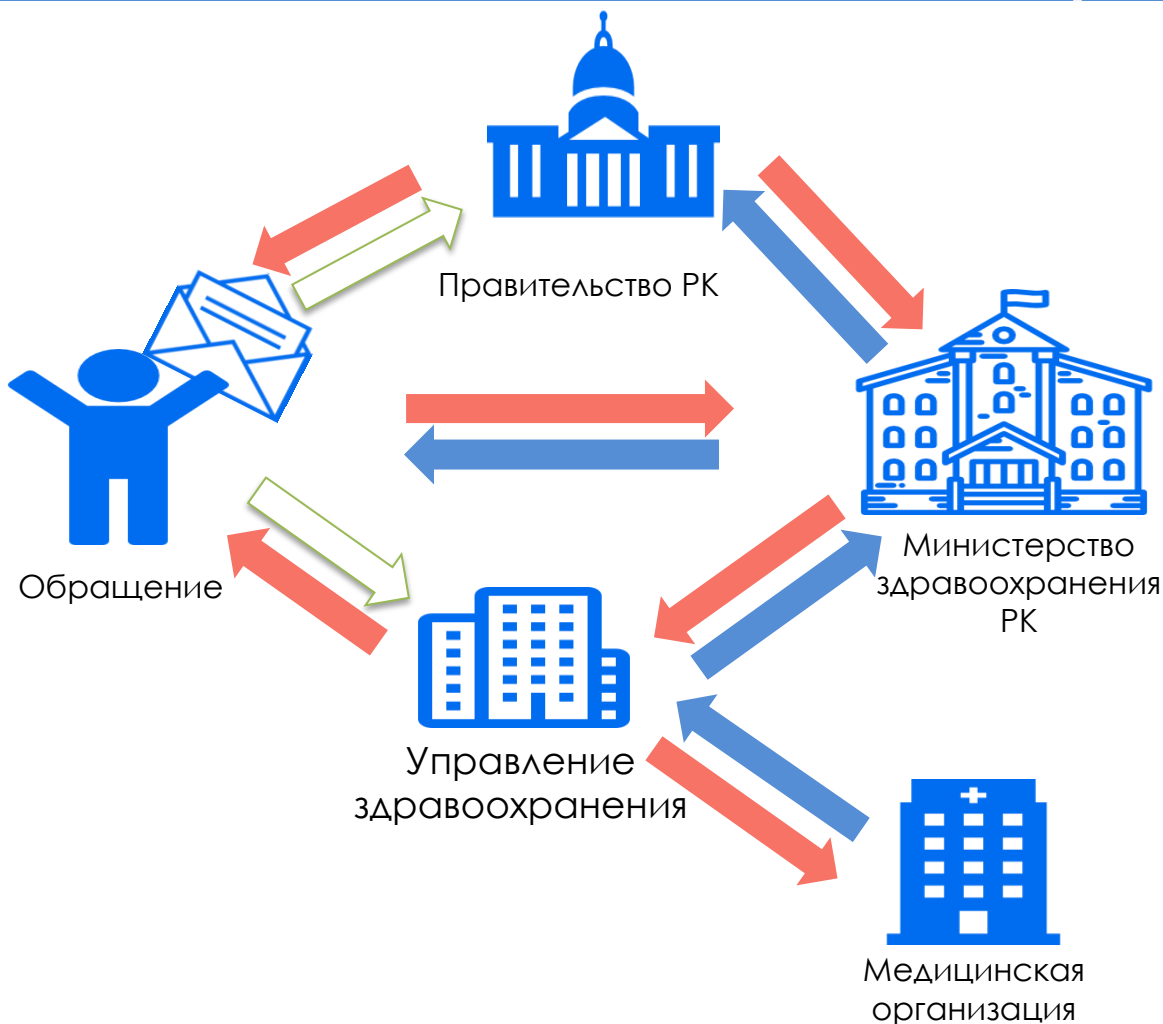 Правительство РК
Обращение
Министерство
здравоохранения
РК
Управление
здравоохранения
Медицинская
организация